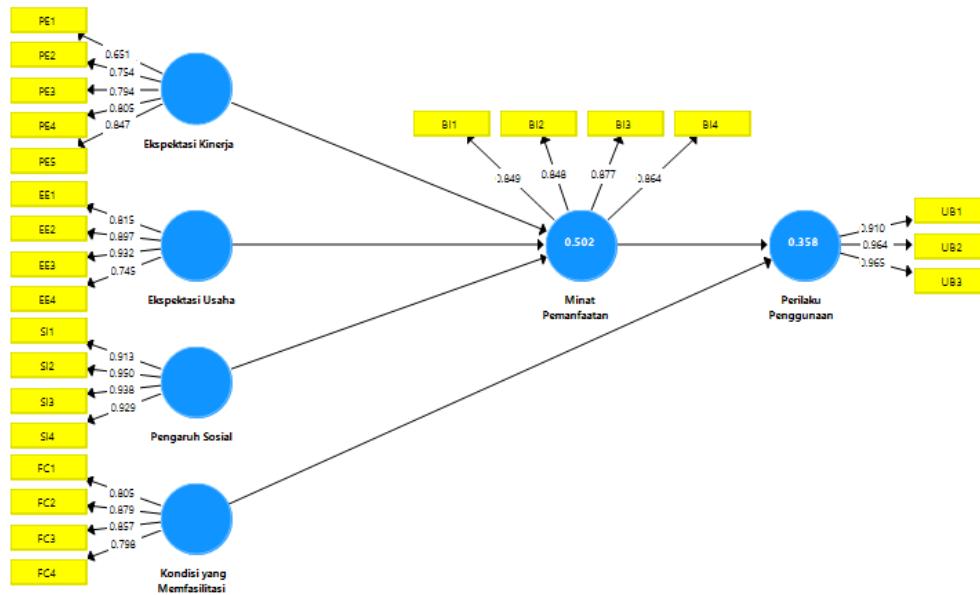 PE1
PE2
PE3
PE4
PE5
0.651
0.754
0.794
0.805
0.847
Ekspektasi Kinerja
EE1
EE2
EE3
EE4
0.815
0.897
0.932
0.745
Ekspektasi Usaha
SI1
SI2
SI3
SI4
0.913
0.950
0.938
0.929
Pengaruh Sosial
FC1
FC2
FC3
FC4
0.805
0.879
0.857
0.798
Kondisi yang
Memfasilitasi
BI1
BI2
BI3
BI4
0.849
0.848
0.877
0.864
0.502
Minat
Pemanfaatan
0.358
Perilaku
Penggunaan
0.910
0.964
0.965
UB1
UB2
UB3